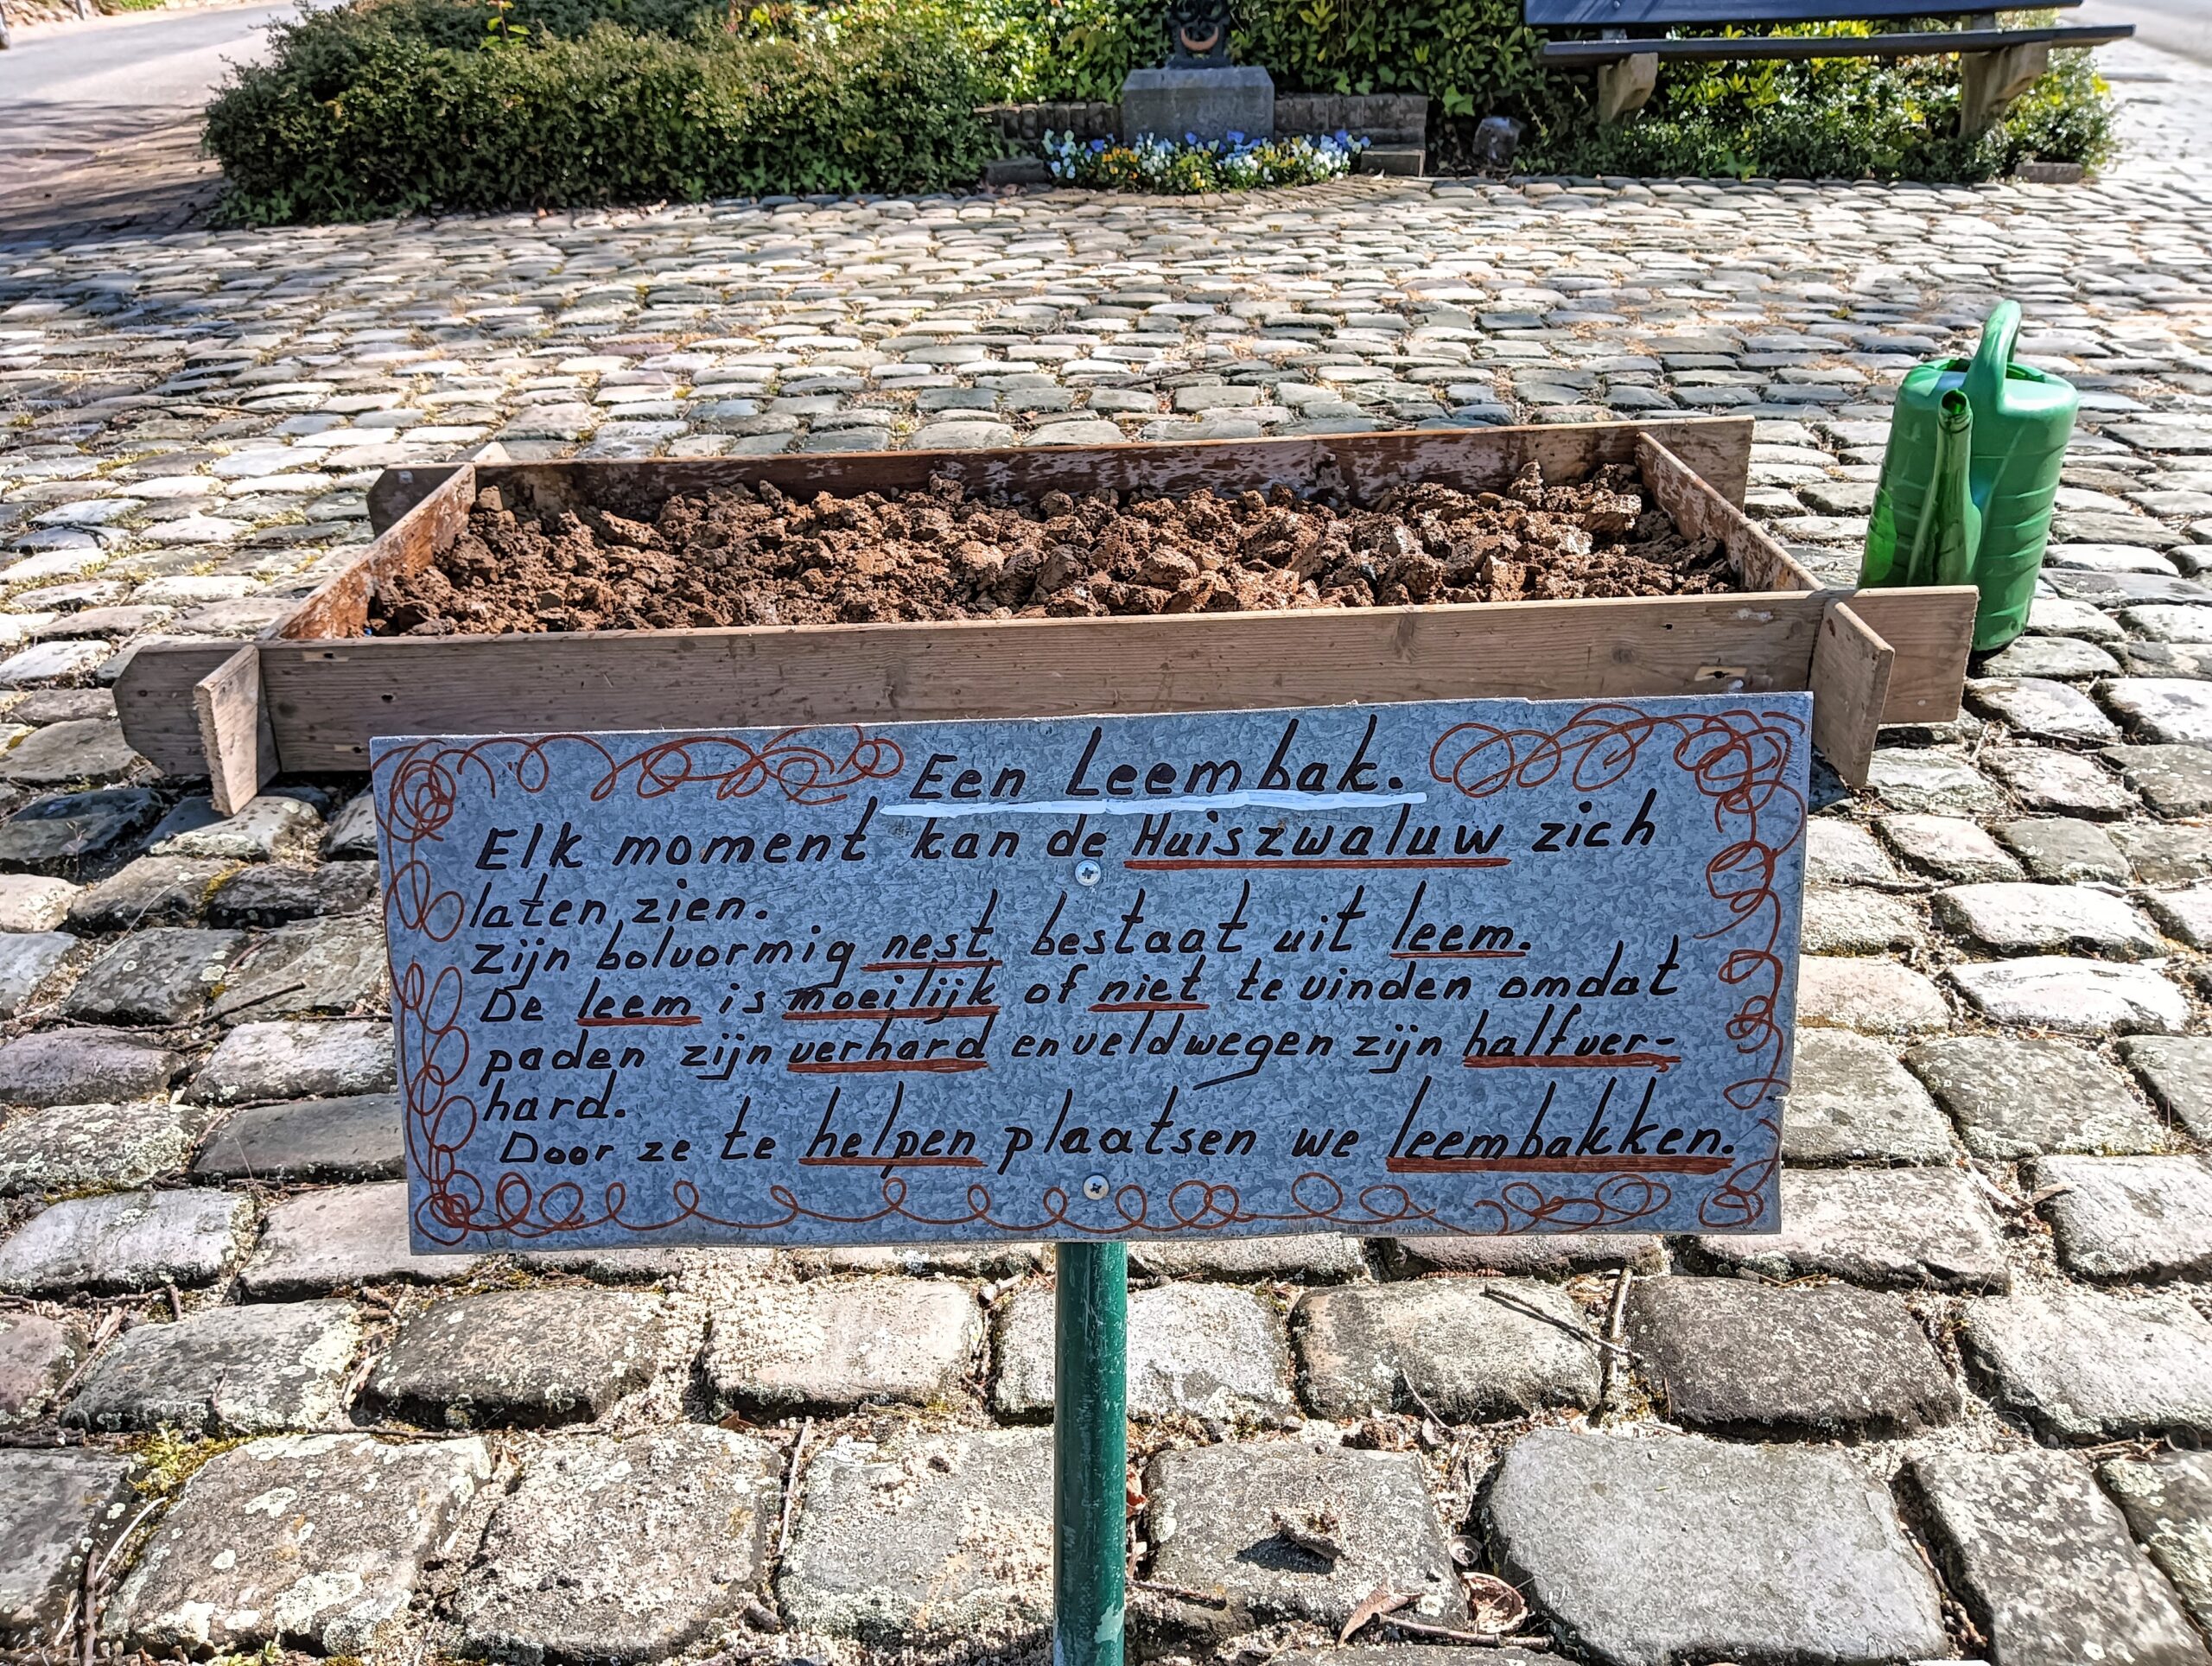 Een Leembak.
Elk moment kan de Huiszwaluw zich
laten zien.
Zijn bolvormig nest bestaat uit leem.
De leem is moeilijk of niet te vinden omdat
paden zijn verhard en veldwegen zijn halfver-
hard.
Door ze te helpen plaatsen we leembakken.